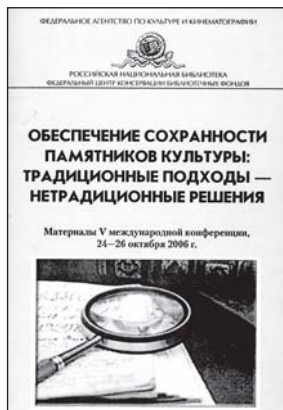 ФЕДЕРАЛЬНОЕ АГЕНТСТВО ПО КУЛЬТУРЕ И КИНЕМАТОГРАФИИ
РОССИЙСКАЯ НАЦИОНАЛЬНАЯ БИБЛИОТЕКА
ФЕДЕРАЛЬНЫЙ ЦЕНТР КОНСЕРВАЦИИ БИБЛИОТЕЧНЫХ ФОНДОВ
ОБЕСПЕЧЕНИЕ СОХРАННОСТИ
ПАМЯТНИКОВ КУЛЬТУРЫ:
ТРАДИЦИОННЫЕ ПОДХОДЫ —
НЕТРАДИЦИОННЫЕ РЕШЕНИЯ
Материалы V международной конференции,
24—26 октября 2006 г.